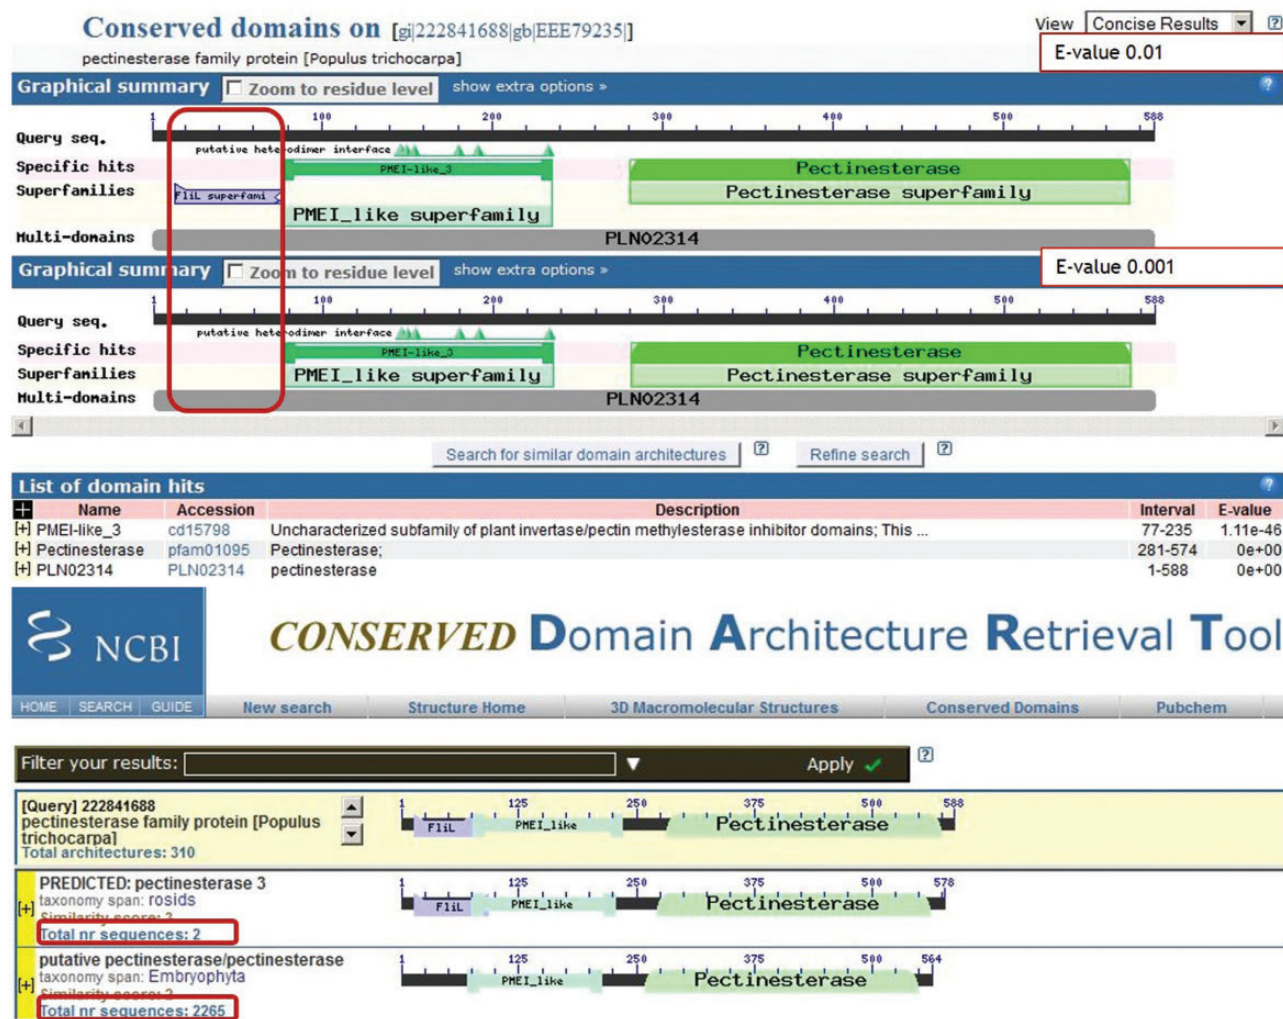 Conserved domains on [gi|222841688|gb|EEE79235|]
View Concise Results
pectinesterase family protein [Populus trichocarpa]
E-value 0.01
Graphical summary Zoom to residue level show extra options »
1 100 200 300 400 500 588
Query seq.
putative heterodimer interface
Specific hits PMEI-like_3 Pectinesterase
Superfamilies FliL superfami Pectinesterase superfamily
PMEI_like superfamily
Multi-domains PLN02314
Graphical summary Zoom to residue level show extra options »
E-value 0.001
1 100 200 300 400 500 588
Query seq.
putative heterodimer interface
Specific hits PMEI-like_3 Pectinesterase
Superfamilies PMEI_like superfamily Pectinesterase superfamily
Multi-domains PLN02314
Search for similar domain architectures Refine search
List of domain hits
Name Accession Description Interval E-value
[+] PMEI-like_3 cd15798 Uncharacterized subfamily of plant invertase/pectin methylesterase inhibitor domains; This ... 77-235 1.11e-46
[+] Pectinesterase pfam01095 Pectinesterase; 281-574 0e+00
[+] PLN02314 PLN02314 pectinesterase 1-588 0e+00
NCBI CONSERVED Domain Architecture Retrieval Tool
HOME SEARCH GUIDE New search Structure Home 3D Macromolecular Structures Conserved Domains Pubchem
Filter your results: Apply
[Query] 222841688
pectinesterase family protein [Populus
trichocarpa]
Total architectures: 310
1 125 250 375 500 588
FliL PMEI_like Pectinesterase
PREDICTED: pectinesterase 3
[+] taxonomy span: rosids
Similarity score: 3
Total nr sequences: 2
1 125 250 375 500 578
FliL PMEI_like Pectinesterase
putative pectinesterase/pectinesterase
[+] taxonomy span: Embryophyta
Similarity score: 2
Total nr sequences: 2265
1 125 250 375 500 564
PMEI_like Pectinesterase